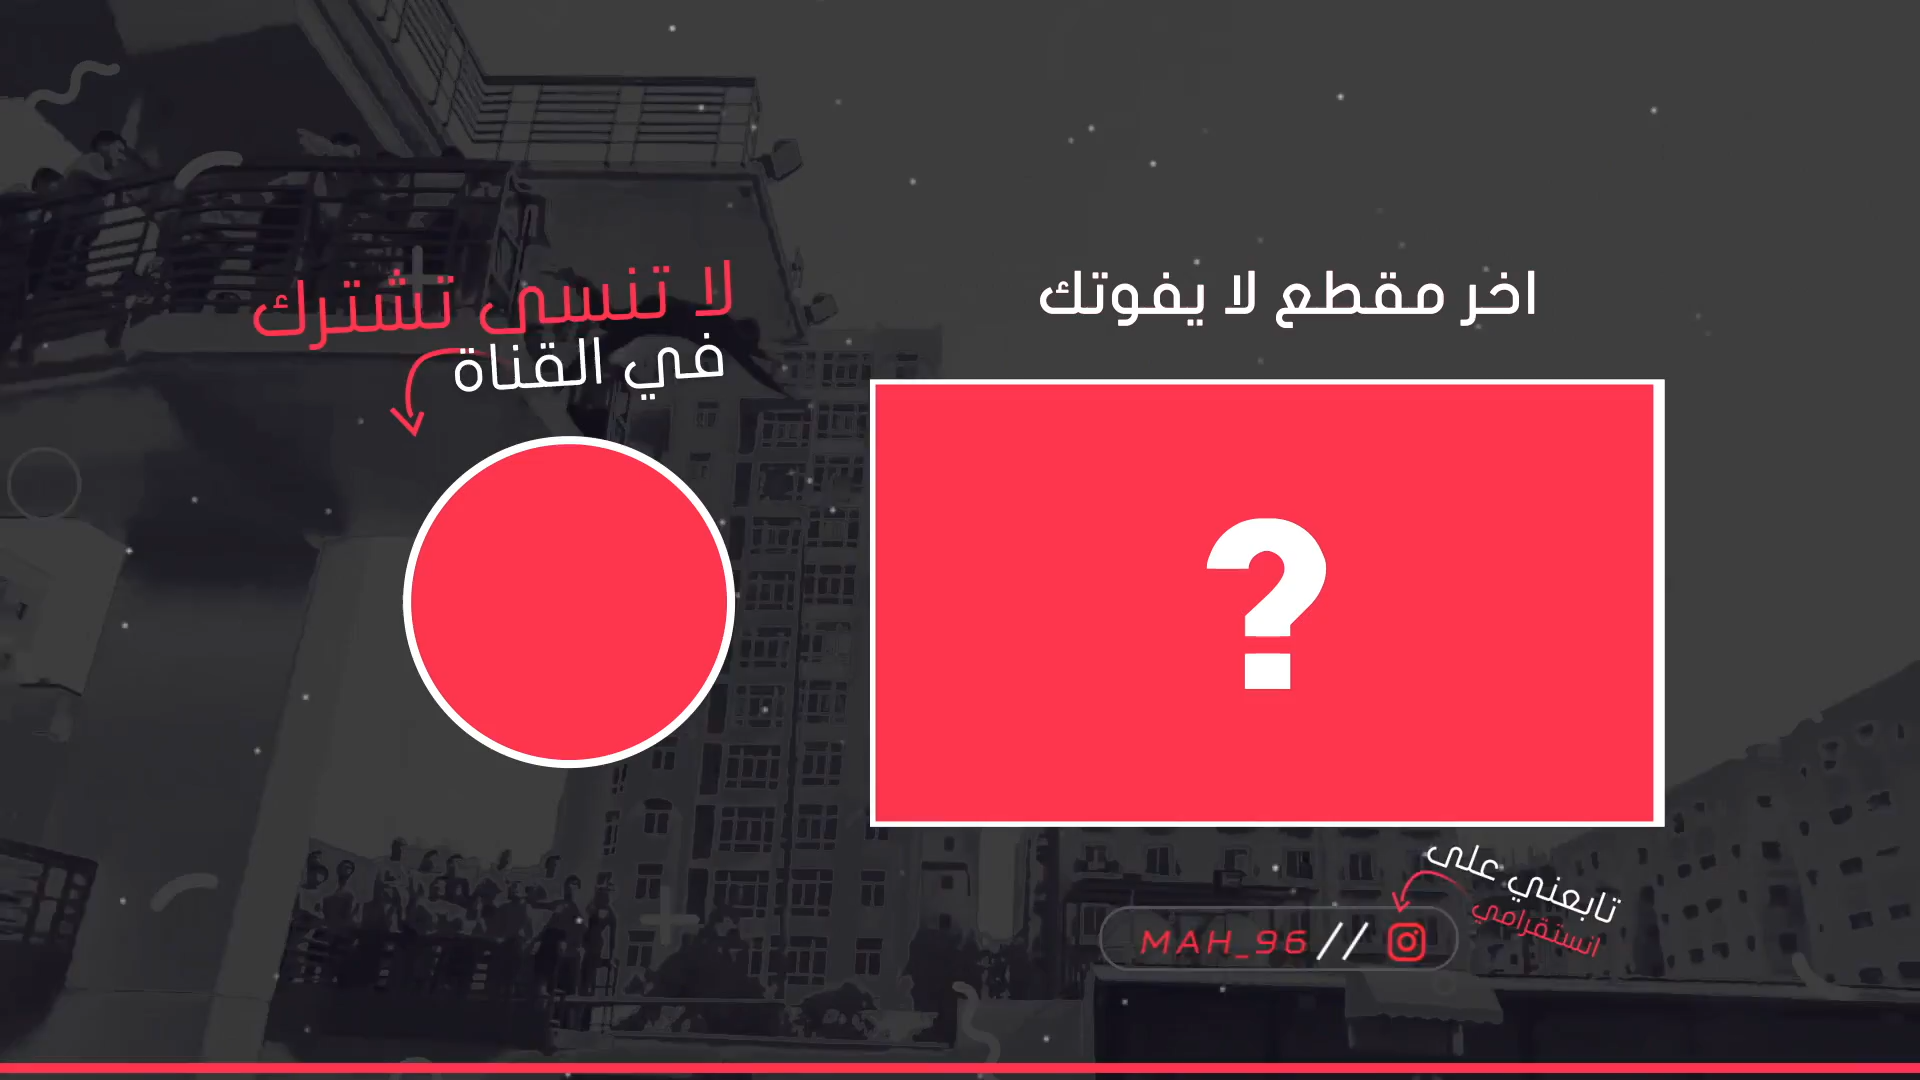 لا تنسى تشترك
في القناة
اخر مقطع لا يفوتك
?
تابعني على
انستقرامي
MAH_96 //